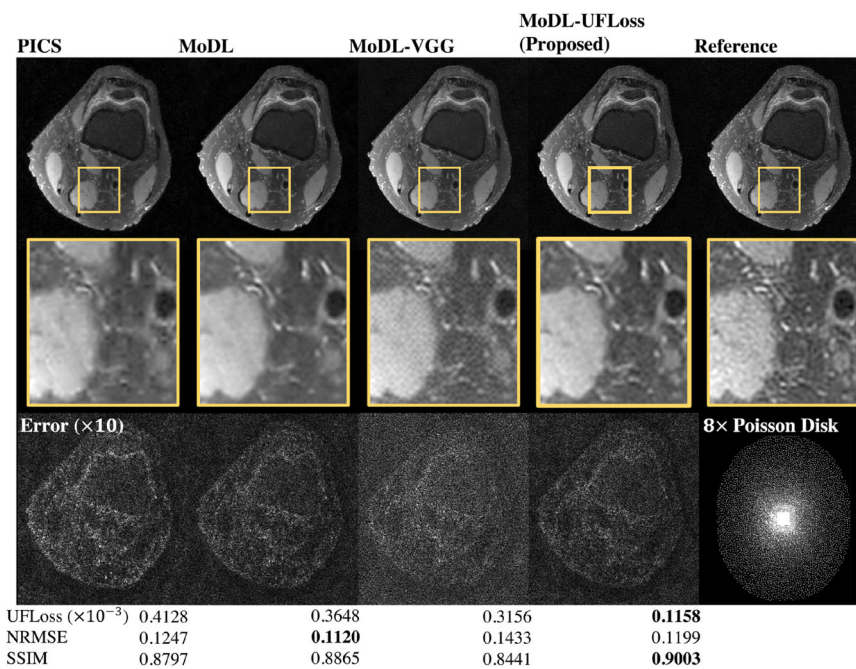 PICS MoDL MoDL-VGG MoDL-UFLoss (Proposed) Reference
Error (×10) 8× Poisson Disk
UFLoss (×10⁻³) 0.4128 0.3648 0.3156 0.1158
NRMSE 0.1247 0.1120 0.1433 0.1199
SSIM 0.8797 0.8865 0.8441 0.9003